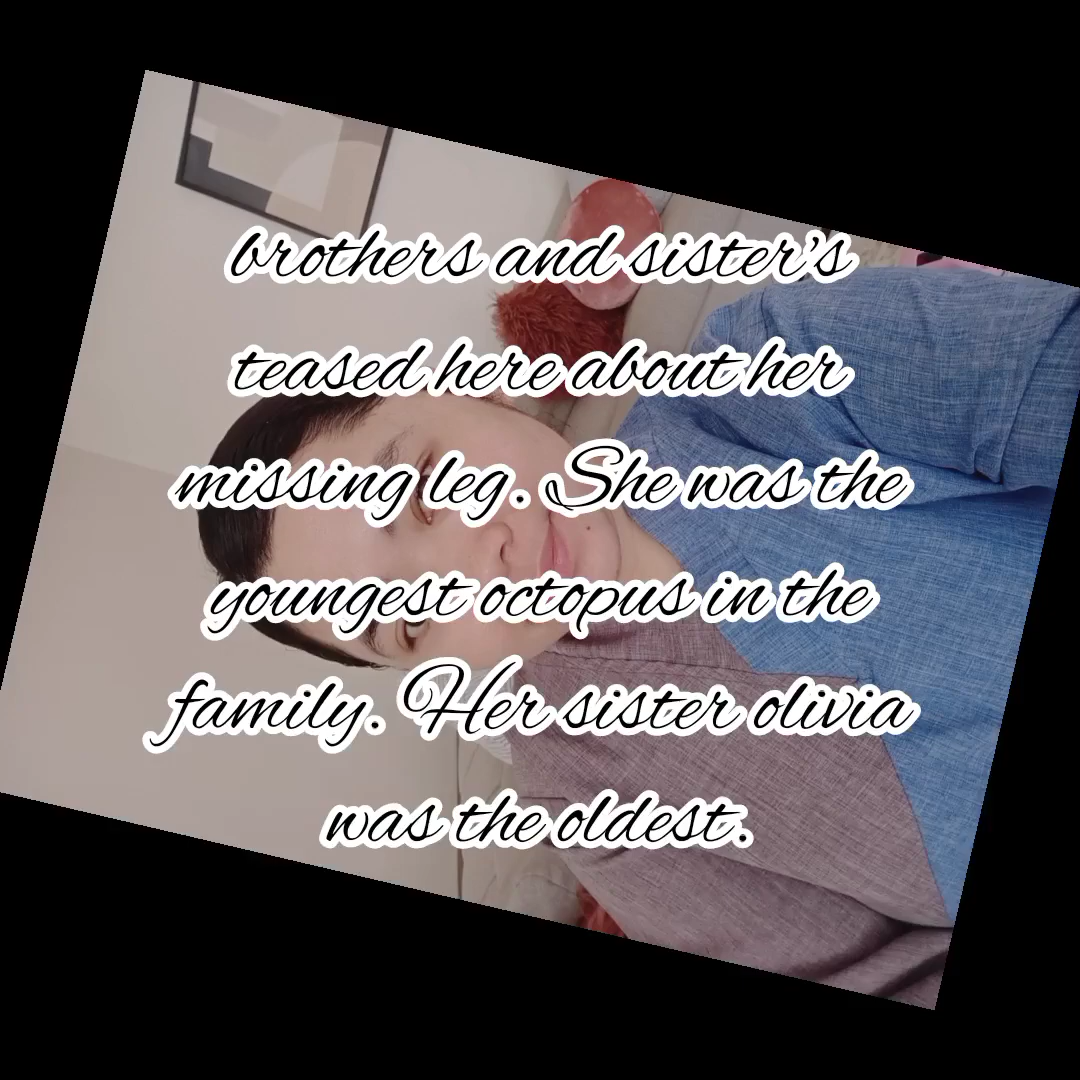 brothers and sister's
teased here about her
missing leg. She was the
youngest octopus in the
family. Her sister olivia
was the oldest.